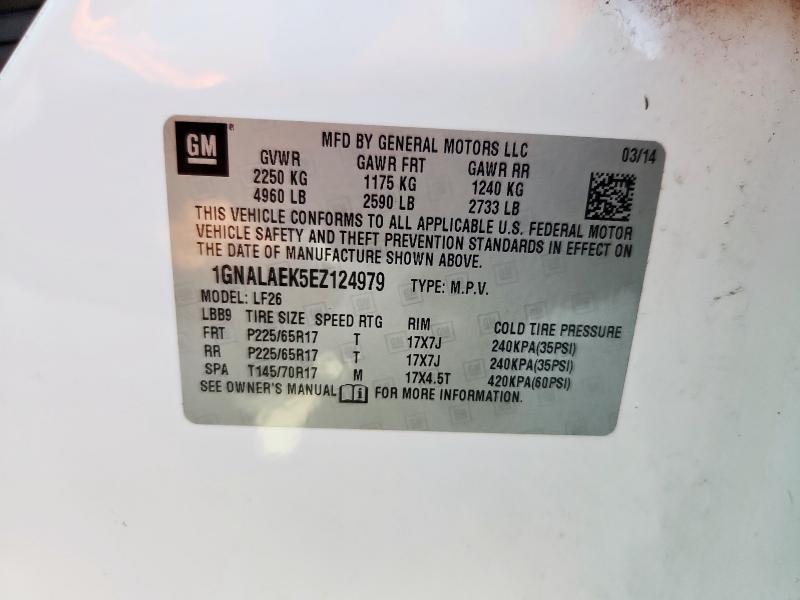 GM
MFD BY GENERAL MOTORS LLC
03/14
GVWR GAWR FRT GAWR RR
2250 KG 1175 KG 1240 KG
4960 LB 2590 LB 2733 LB
THIS VEHICLE CONFORMS TO ALL APPLICABLE U.S. FEDERAL MOTOR
VEHICLE SAFETY AND THEFT PREVENTION STANDARDS IN EFFECT ON
THE DATE OF MANUFACTURE SHOWN ABOVE.
1GNALAEK5EZ124979 TYPE: M.P.V.
MODEL: LF26
LBB9 TIRE SIZE SPEED RTG RIM COLD TIRE PRESSURE
FRT P225/65R17 T 17X7J 240KPA(35PSI)
RR P225/65R17 T 17X7J 240KPA(35PSI)
SPA T145/70R17 M 17X4.5T 420KPA(60PSI)
SEE OWNER'S MANUAL FOR MORE INFORMATION.